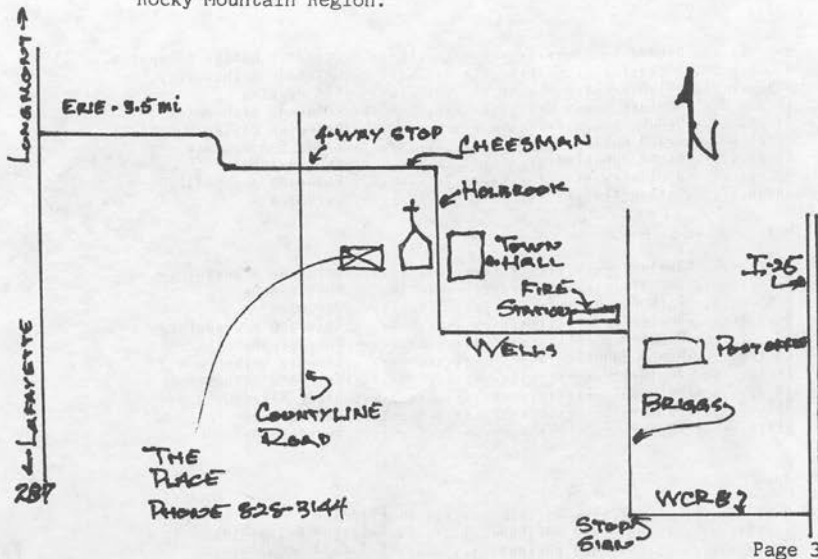 Rocky Mountain Region.
LONGMONT
ERIE - 3.5 mi
4-WAY STOP
CHEESMAN
N
HOLBROOK
TOWN
HALL
I-25
FIRE
STATION
WELLS
POST OFFICE
LAFAYETTE
COUNTYLINE
ROAD
BRIGGS
THE
PLACE
287
PHONE 828-3144
WCR 8
STOP
SIGN
Page 3